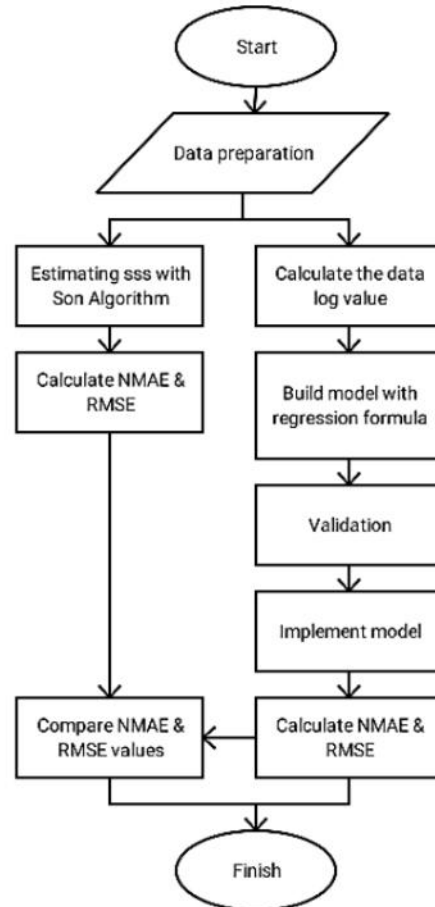 Start
Data preparation
Estimating sss with
Son Algorithm
Calculate NMAE &
RMSE
Calculate the data
log value
Build model with
regression formula
Validation
Implement model
Calculate NMAE &
RMSE
Compare NMAE &
RMSE values
Finish